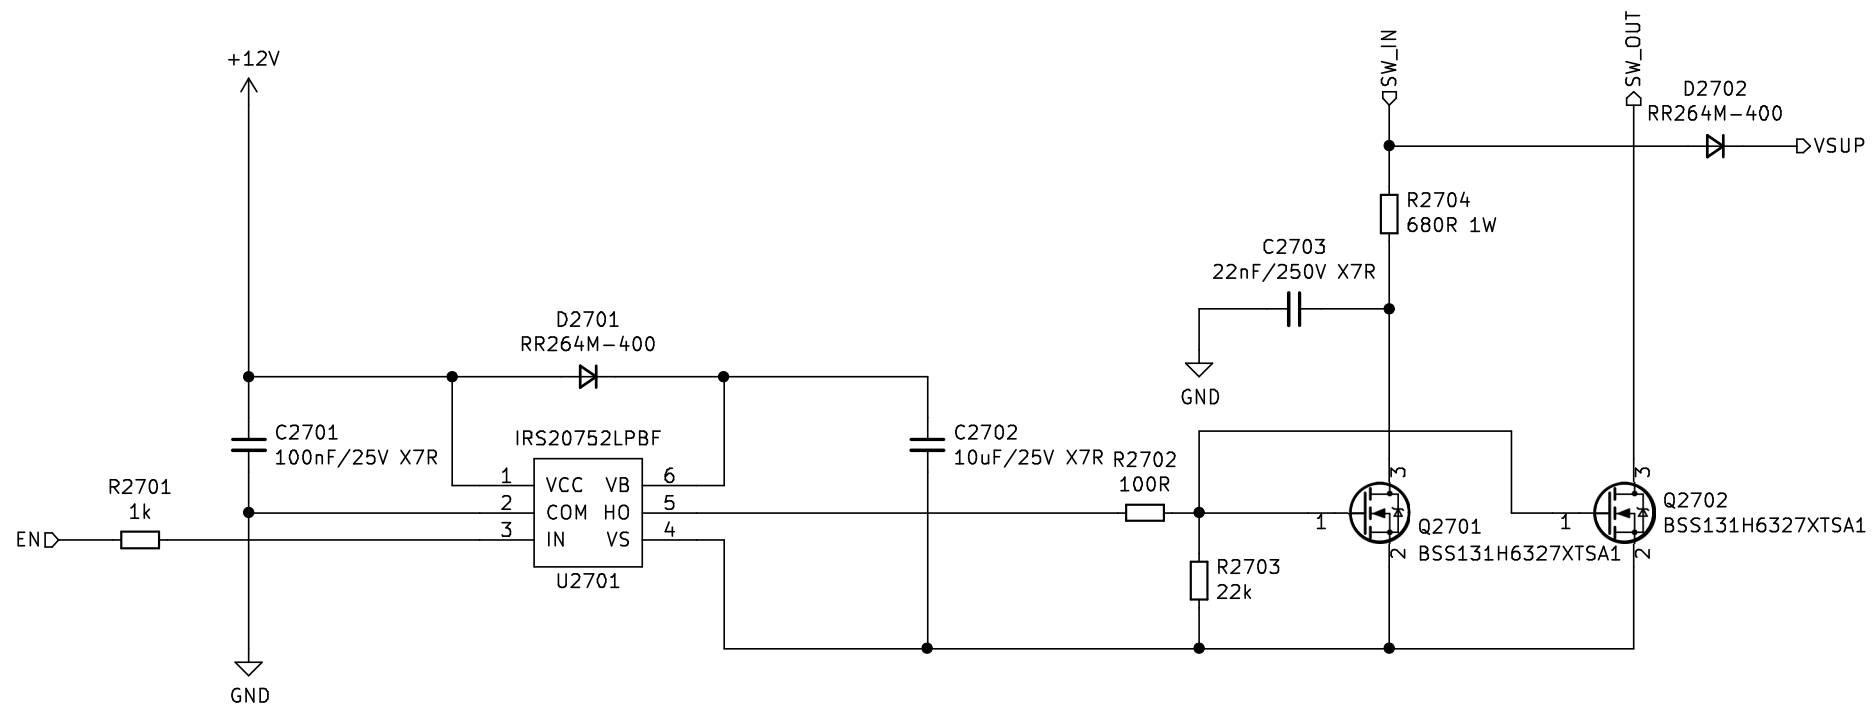 SW_IN
SW_OUT
+12V
D2702
RR264M-400
VSUP
R2704
680R 1W
C2703
22nF/250V X7R
D2701
RR264M-400
GND
C2701
100nF/25V X7R
IRS20752LPBF
C2702
10uF/25V X7R
R2702
100R
R2701
1k
1
VCC
VB
6
2
COM
HO
5
3
IN
VS
4
U2701
EN
1
3
2
Q2701
BSS131H6327XTSA1
1
3
2
Q2702
BSS131H6327XTSA1
R2703
22k
GND